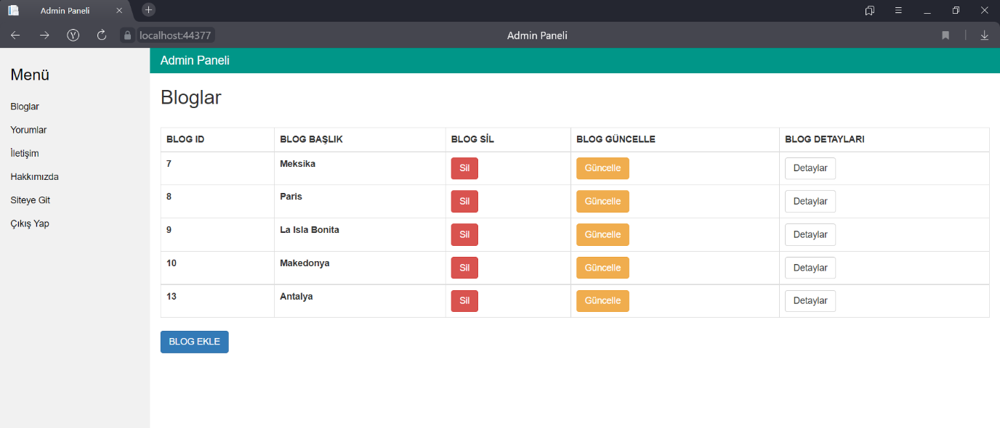 Admin Paneli
localhost:44377
Admin Paneli
Menü
Bloglar
Yorumlar
İletişim
Hakkımızda
Siteye Git
Çıkış Yap
Admin Paneli
Bloglar
BLOG ID BLOG BAŞLIK BLOG SİL BLOG GÜNCELLE BLOG DETAYLARI
7 Meksika Sil Güncelle Detaylar
8 Paris Sil Güncelle Detaylar
9 La Isla Bonita Sil Güncelle Detaylar
10 Makedonya Sil Güncelle Detaylar
13 Antalya Sil Güncelle Detaylar
BLOG EKLE